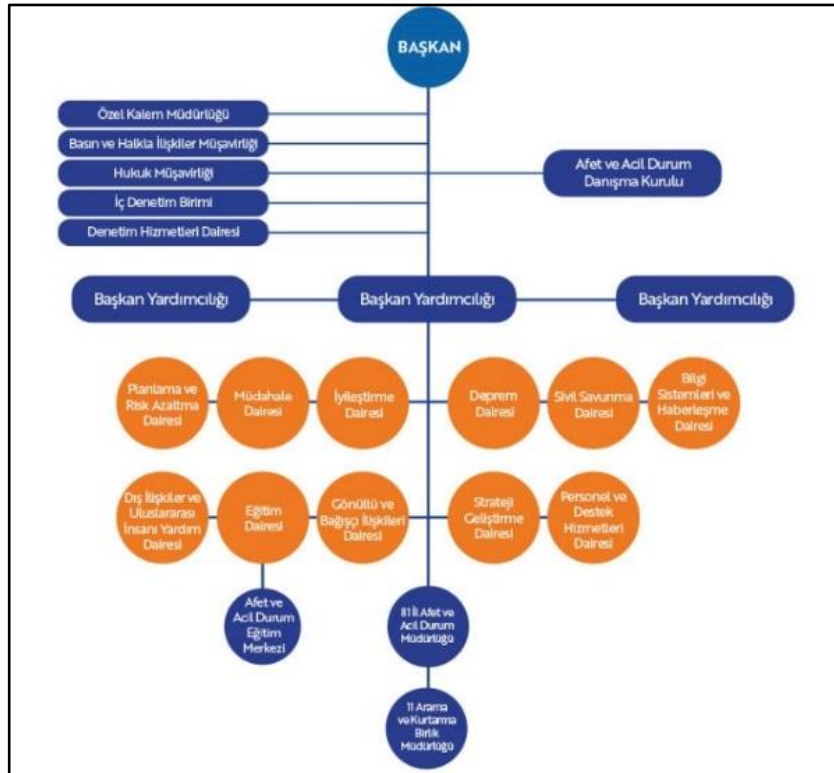 BAŞKAN
Özel Kalem Müdürlüğü
Basın ve Halkla İlişkiler Müşavirliği
Hukuk Müşavirliği
İç Denetim Birimi
Denetim Hizmetleri Dairesi
Afet ve Acil Durum
Danışma Kurulu
Başkan Yardımcılığı
Başkan Yardımcılığı
Başkan Yardımcılığı
Planlama ve
Risk Azaltma
Dairesi
Müdahale
Dairesi
İyileştirme
Dairesi
Deprem
Dairesi
Sivil Savunma
Dairesi
Bilgi
Sistemleri ve
Haberleşme
Dairesi
Dış İlişkiler ve
Uluslararası
İnsani Yardım
Dairesi
Eğitim
Dairesi
Gönüllü ve
Bağışçı İlişkileri
Dairesi
Strateji
Geliştirme
Dairesi
Personel ve
Destek
Hizmetleri
Dairesi
Afet ve
Acil Durum
Eğitim
Merkezi
81 İl Afet ve
Acil Durum
Müdürlüğü
11 Arama
ve Kurtarma
Birlik
Müdürlüğü